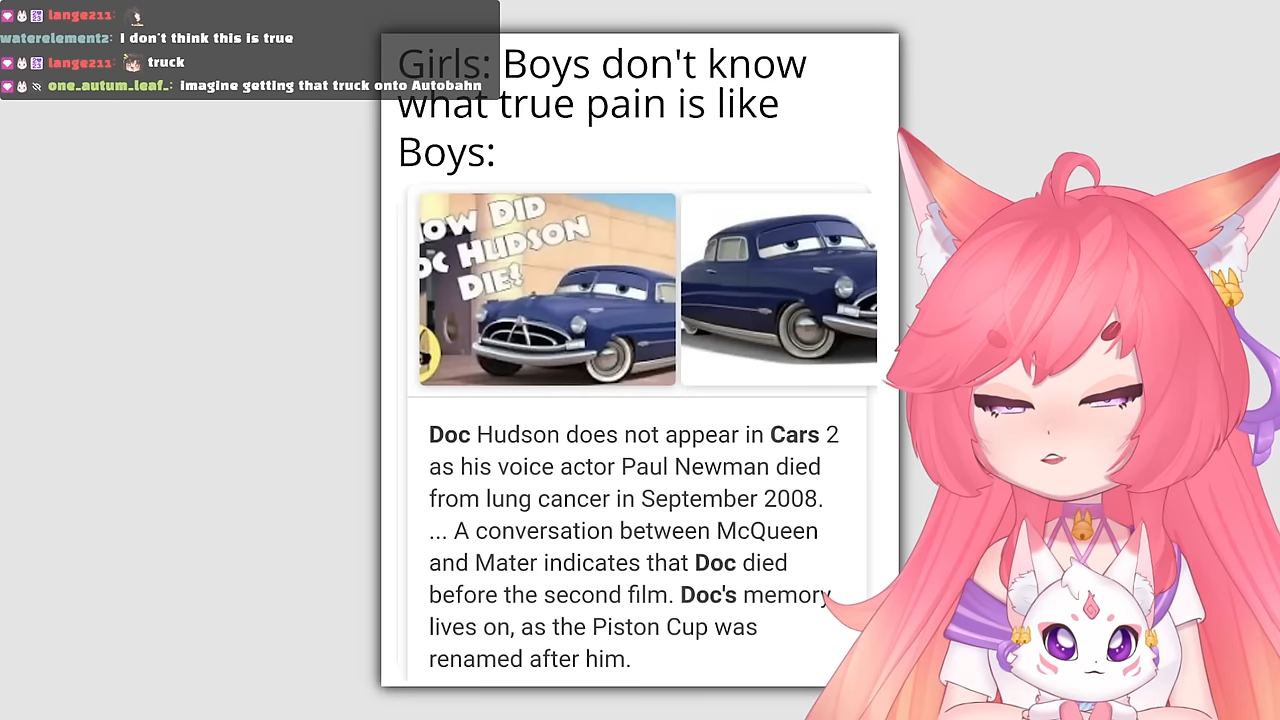 lange211:
waterelement2: I don't think this is true
lange211: truck
one_autum_leaf_: Imagine getting that truck onto Autobahn
Girls: Boys don't know
what true pain is like
Boys:
OW DID
OC HUDSON
DIE?
Doc Hudson does not appear in Cars 2
as his voice actor Paul Newman died
from lung cancer in September 2008.
... A conversation between McQueen
and Mater indicates that Doc died
before the second film. Doc's memory
lives on, as the Piston Cup was
renamed after him.